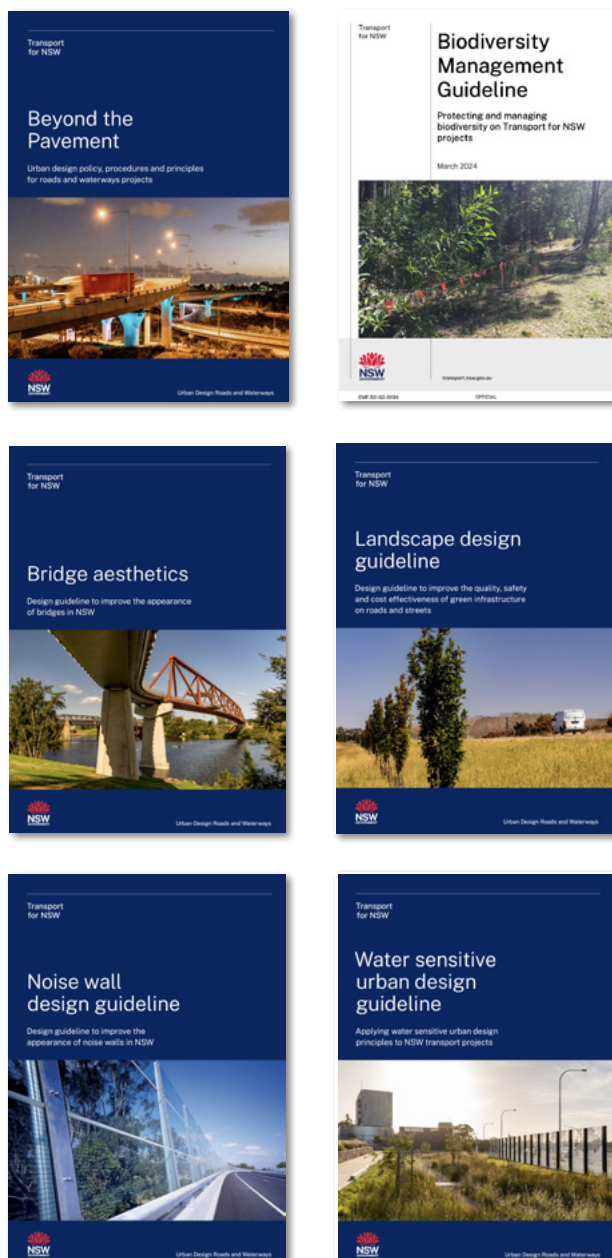 Transport
for NSW
Beyond the
Pavement
Urban design policy, procedures and principles
for roads and waterways projects
NSW
GOVERNMENT
Urban Design Roads and Waterways
Transport
for NSW
Biodiversity
Management
Guideline
Protecting and managing
biodiversity on Transport for NSW
projects
March 2024
NSW
GOVERNMENT
transport.nsw.gov.au
OFFICIAL
Transport
for NSW
Bridge aesthetics
Design guideline to improve the appearance
of bridges in NSW
NSW
GOVERNMENT
Urban Design Roads and Waterways
Transport
for NSW
Landscape design
guideline
Design guideline to improve the quality, safety
and cost effectiveness of green infrastructure
on roads and streets
NSW
GOVERNMENT
Urban Design Roads and Waterways
Transport
for NSW
Noise wall
design guideline
Design guideline to improve the
appearance of noise walls in NSW
NSW
GOVERNMENT
Urban Design Roads and Waterways
Transport
for NSW
Water sensitive
urban design
guideline
Applying water sensitive urban design
principles to NSW transport projects
NSW
GOVERNMENT
Urban Design Roads and Waterways